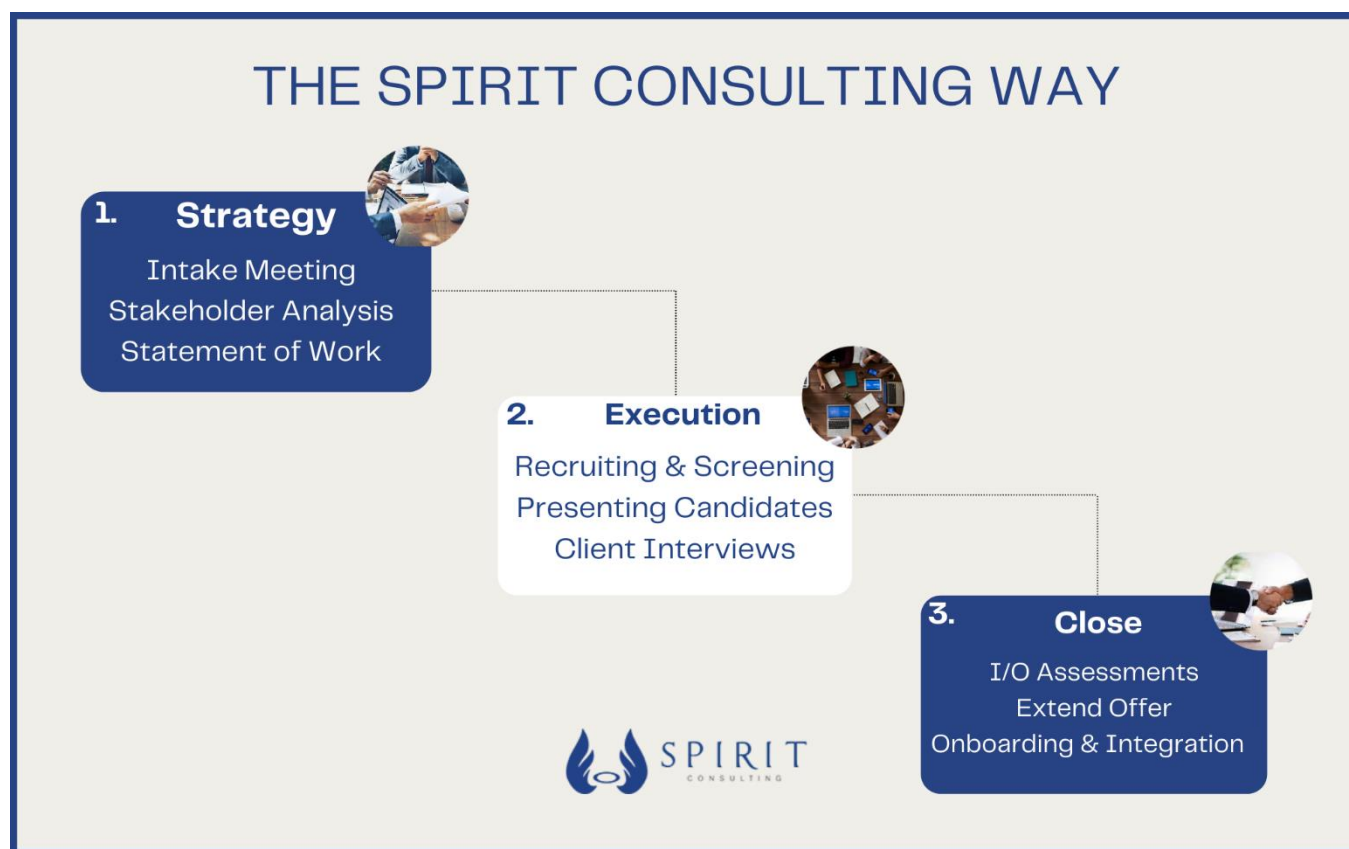 THE SPIRIT CONSULTING WAY
1. Strategy
Intake Meeting
Stakeholder Analysis
Statement of Work
2. Execution
Recruiting & Screening
Presenting Candidates
Client Interviews
3. Close
I/O Assessments
Extend Offer
Onboarding & Integration
SPIRIT
CONSULTING